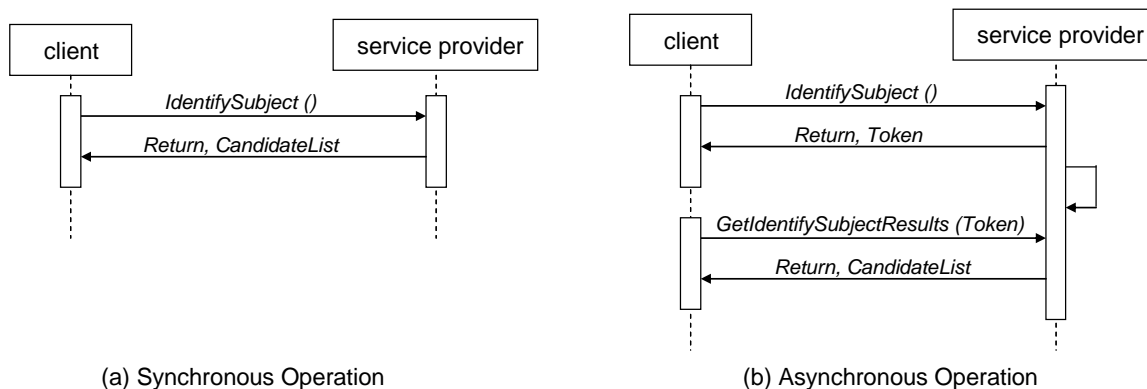 client
service provider
IdentifySubject ()
Return, CandidateList
(a) Synchronous Operation
client
service provider
IdentifySubject ()
Return, Token
GetIdentifySubjectResults (Token)
Return, CandidateList
(b) Asynchronous Operation